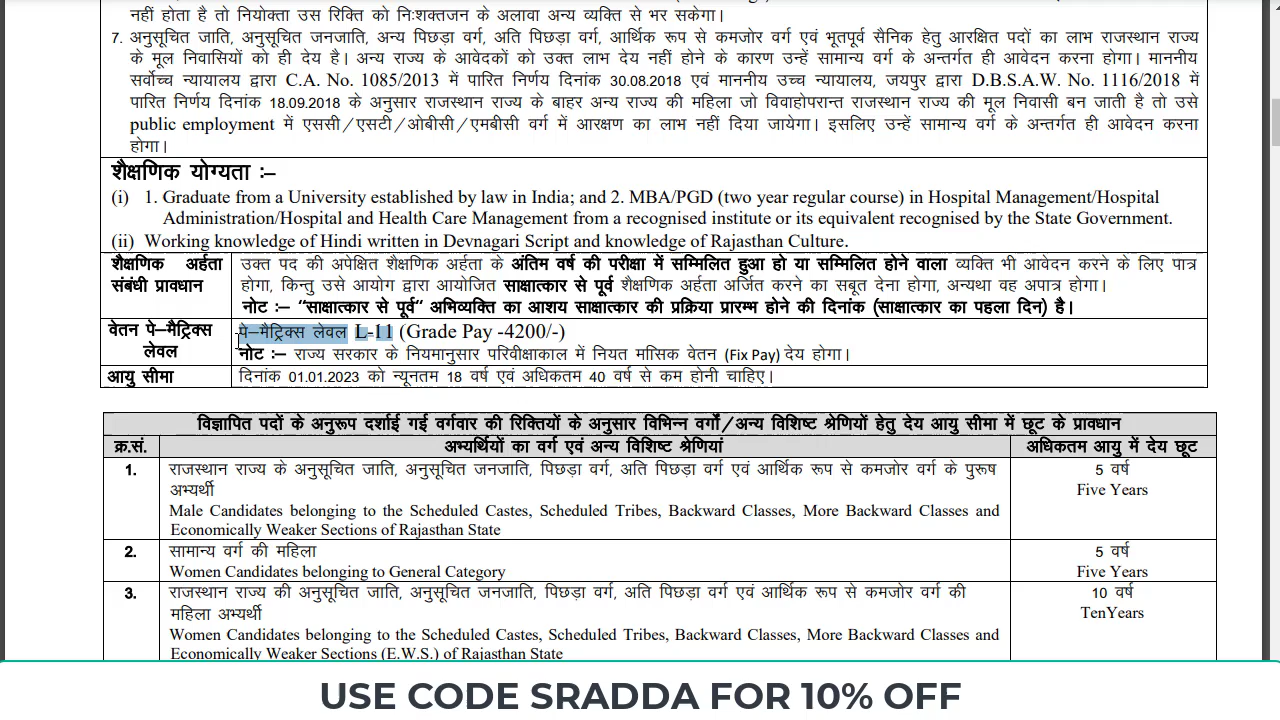 नहीं होता है तो नियोक्ता उस रिक्ति को निःशक्तजन के अलावा अन्य व्यक्ति से भर सकेगा।
7. अनुसूचित जाति, अनुसूचित जनजाति, अन्य पिछड़ा वर्ग, अति पिछड़ा वर्ग, आर्थिक रूप से कमजोर वर्ग एवं भूतपूर्व सैनिक हेतु आरक्षित पदों का लाभ राजस्थान राज्य
के मूल निवासियों को ही देय है। अन्य राज्य के आवेदकों को उक्त लाभ देय नहीं होने के कारण उन्हें सामान्य वर्ग के अन्तर्गत ही आवेदन करना होगा। माननीय
सर्वोच्च न्यायालय द्वारा C.A. No. 1085/2013 में पारित निर्णय दिनांक 30.08.2018 एवं माननीय उच्च न्यायालय, जयपुर द्वारा D.B.S.A.W. No. 1116/2018 में
पारित निर्णय दिनांक 18.09.2018 के अनुसार राजस्थान राज्य के बाहर अन्य राज्य की महिला जो विवाहोपरान्त राजस्थान राज्य की मूल निवासी बन जाती है तो उसे
public employment में एससी/एसटी/ओबीसी/एमबीसी वर्ग में आरक्षण का लाभ नहीं दिया जायेगा। इसलिए उन्हें सामान्य वर्ग के अन्तर्गत ही आवेदन करना
होगा।
शैक्षणिक योग्यता :–
(i) 1. Graduate from a University established by law in India; and 2. MBA/PGD (two year regular course) in Hospital Management/Hospital
Administration/Hospital and Health Care Management from a recognised institute or its equivalent recognised by the State Government.
(ii) Working knowledge of Hindi written in Devnagari Script and knowledge of Rajasthan Culture.
शैक्षणिक अर्हता संबंधी प्रावधान
उक्त पद की अपेक्षित शैक्षणिक अर्हता के अंतिम वर्ष की परीक्षा में सम्मिलित हुआ हो या सम्मिलित होने वाला व्यक्ति भी आवेदन करने के लिए पात्र
होगा, किन्तु उसे आयोग द्वारा आयोजित साक्षात्कार से पूर्व शैक्षणिक अर्हता अर्जित करने का सबूत देना होगा, अन्यथा वह अपात्र होगा।
नोट :– "साक्षात्कार से पूर्व" अभिव्यक्ति का आशय साक्षात्कार की प्रक्रिया प्रारम्भ होने की दिनांक (साक्षात्कार का पहला दिन) है।
वेतन पे–मैट्रिक्स लेवल
पे–मैट्रिक्स लेवल L-11 (Grade Pay -4200/-)
नोट :– राज्य सरकार के नियमानुसार परिवीक्षाकाल में नियत मासिक वेतन (Fix Pay) देय होगा।
आयु सीमा
दिनांक 01.01.2023 को न्यूनतम 18 वर्ष एवं अधिकतम 40 वर्ष से कम होनी चाहिए।
विज्ञापित पदों के अनुरूप दर्शाई गई वर्गवार की रिक्तियों के अनुसार विभिन्न वर्गों/अन्य विशिष्ट श्रेणियों हेतु देय आयु सीमा में छूट के प्रावधान
क्र.सं. अभ्यर्थियों का वर्ग एवं अन्य विशिष्ट श्रेणियां अधिकतम आयु में देय छूट
1. राजस्थान राज्य के अनुसूचित जाति, अनुसूचित जनजाति, पिछड़ा वर्ग, अति पिछड़ा वर्ग एवं आर्थिक रूप से कमजोर वर्ग के पुरूष 5 वर्ष
अभ्यर्थी Five Years
Male Candidates belonging to the Scheduled Castes, Scheduled Tribes, Backward Classes, More Backward Classes and
Economically Weaker Sections of Rajasthan State
2. सामान्य वर्ग की महिला 5 वर्ष
Women Candidates belonging to General Category Five Years
3. राजस्थान राज्य की अनुसूचित जाति, अनुसूचित जनजाति, पिछड़ा वर्ग, अति पिछड़ा वर्ग एवं आर्थिक रूप से कमजोर वर्ग की 10 वर्ष
महिला अभ्यर्थी TenYears
Women Candidates belonging to the Scheduled Castes, Scheduled Tribes, Backward Classes, More Backward Classes and
Economically Weaker Sections (E.W.S.) of Rajasthan State
USE CODE SRADDA FOR 10% OFF